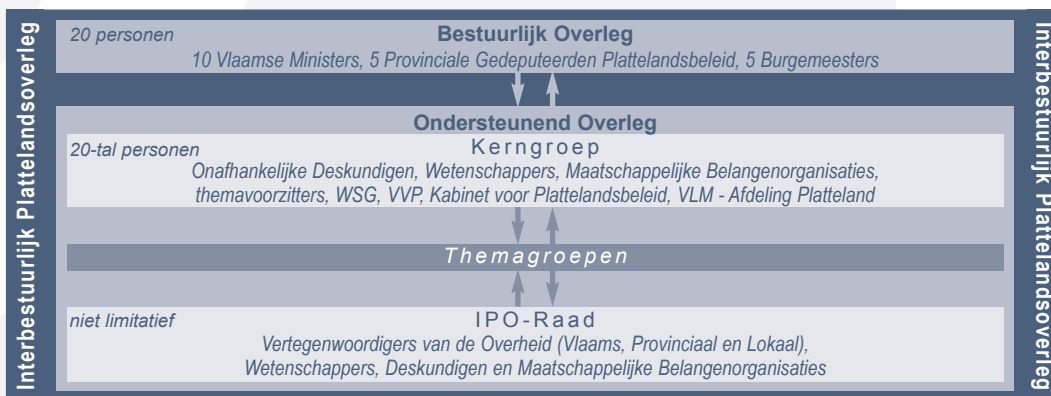 Interbestuurlijk Plattelandsoverleg
20 personen
Bestuurlijk Overleg
10 Vlaamse Ministers, 5 Provinciale Gedeputeerden Plattelandsbeleid, 5 Burgemeesters
Ondersteunend Overleg
20-tal personen
Kerngroep
Onafhankelijke Deskundigen, Wetenschappers, Maatschappelijke Belangenorganisaties,
themavoorzitters, WSG, VVP, Kabinet voor Plattelandsbeleid, VLM - Afdeling Platteland
Themagroepen
niet limitatief
IPO-Raad
Vertegenwoordigers van de Overheid (Vlaams, Provinciaal en Lokaal),
Wetenschappers, Deskundigen en Maatschappelijke Belangenorganisaties
Interbestuurlijk Plattelandsoverleg